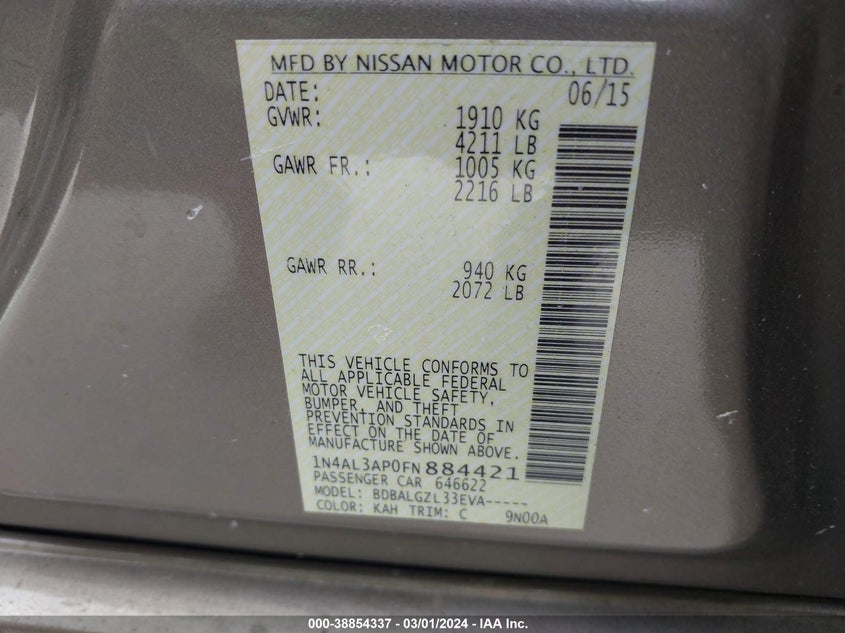 MFD BY NISSAN MOTOR CO., LTD.
DATE: 06/15
GVWR: 1910 KG
4211 LB
GAWR FR.: 1005 KG
2216 LB
GAWR RR.: 940 KG
2072 LB
THIS VEHICLE CONFORMS TO
ALL APPLICABLE FEDERAL
MOTOR VEHICLE SAFETY,
BUMPER, AND THEFT
PREVENTION STANDARDS IN
EFFECT ON THE DATE OF
MANUFACTURE SHOWN ABOVE.
1N4AL3AP0FN884421
PASSENGER CAR 646622
MODEL: BDBALGZL33EVA-----
COLOR: KAH TRIM: C 9N00A
000-38854337 - 03/01/2024 - IAA Inc.